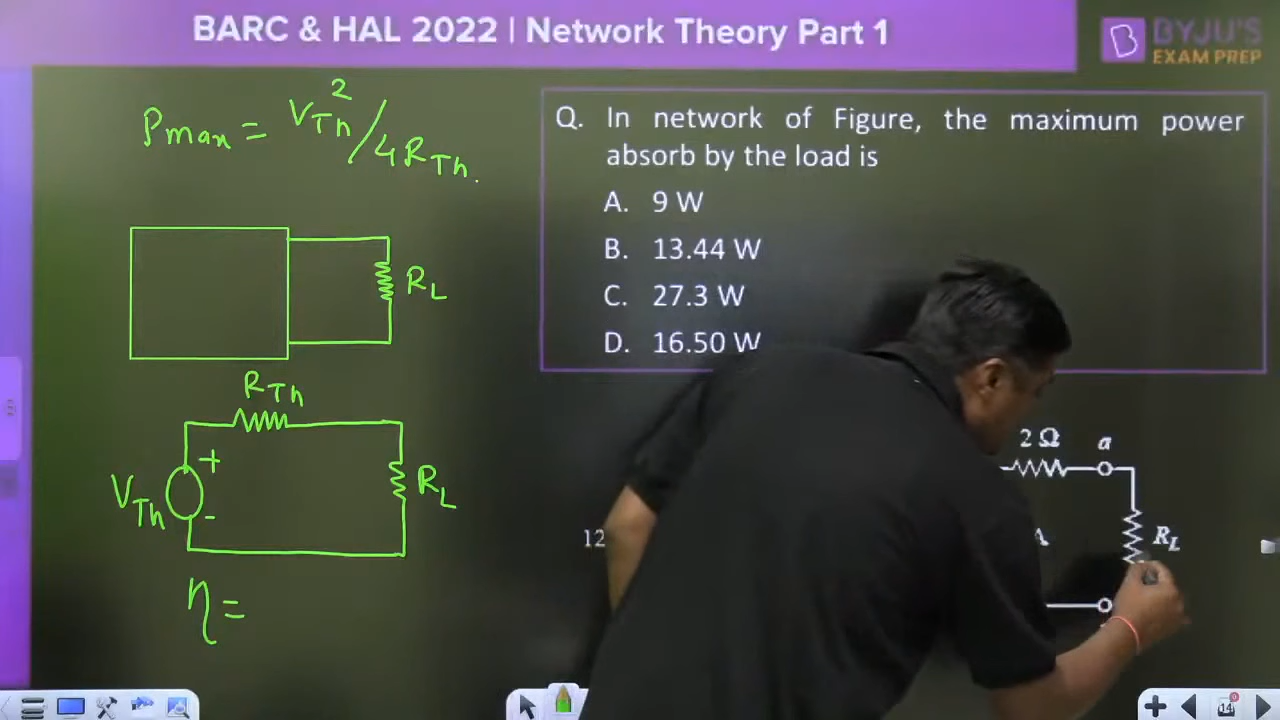 BARC & HAL 2022 | Network Theory Part 1
BYJU'S
EXAM PREP
Pmax = VTh²/4RTh.
RL
RTh
VTh
+
-
RL
η =
Q. In network of Figure, the maximum power
absorb by the load is
A. 9 W
B. 13.44 W
C. 27.3 W
D. 16.50 W
2 Ω
a
12
RL
14